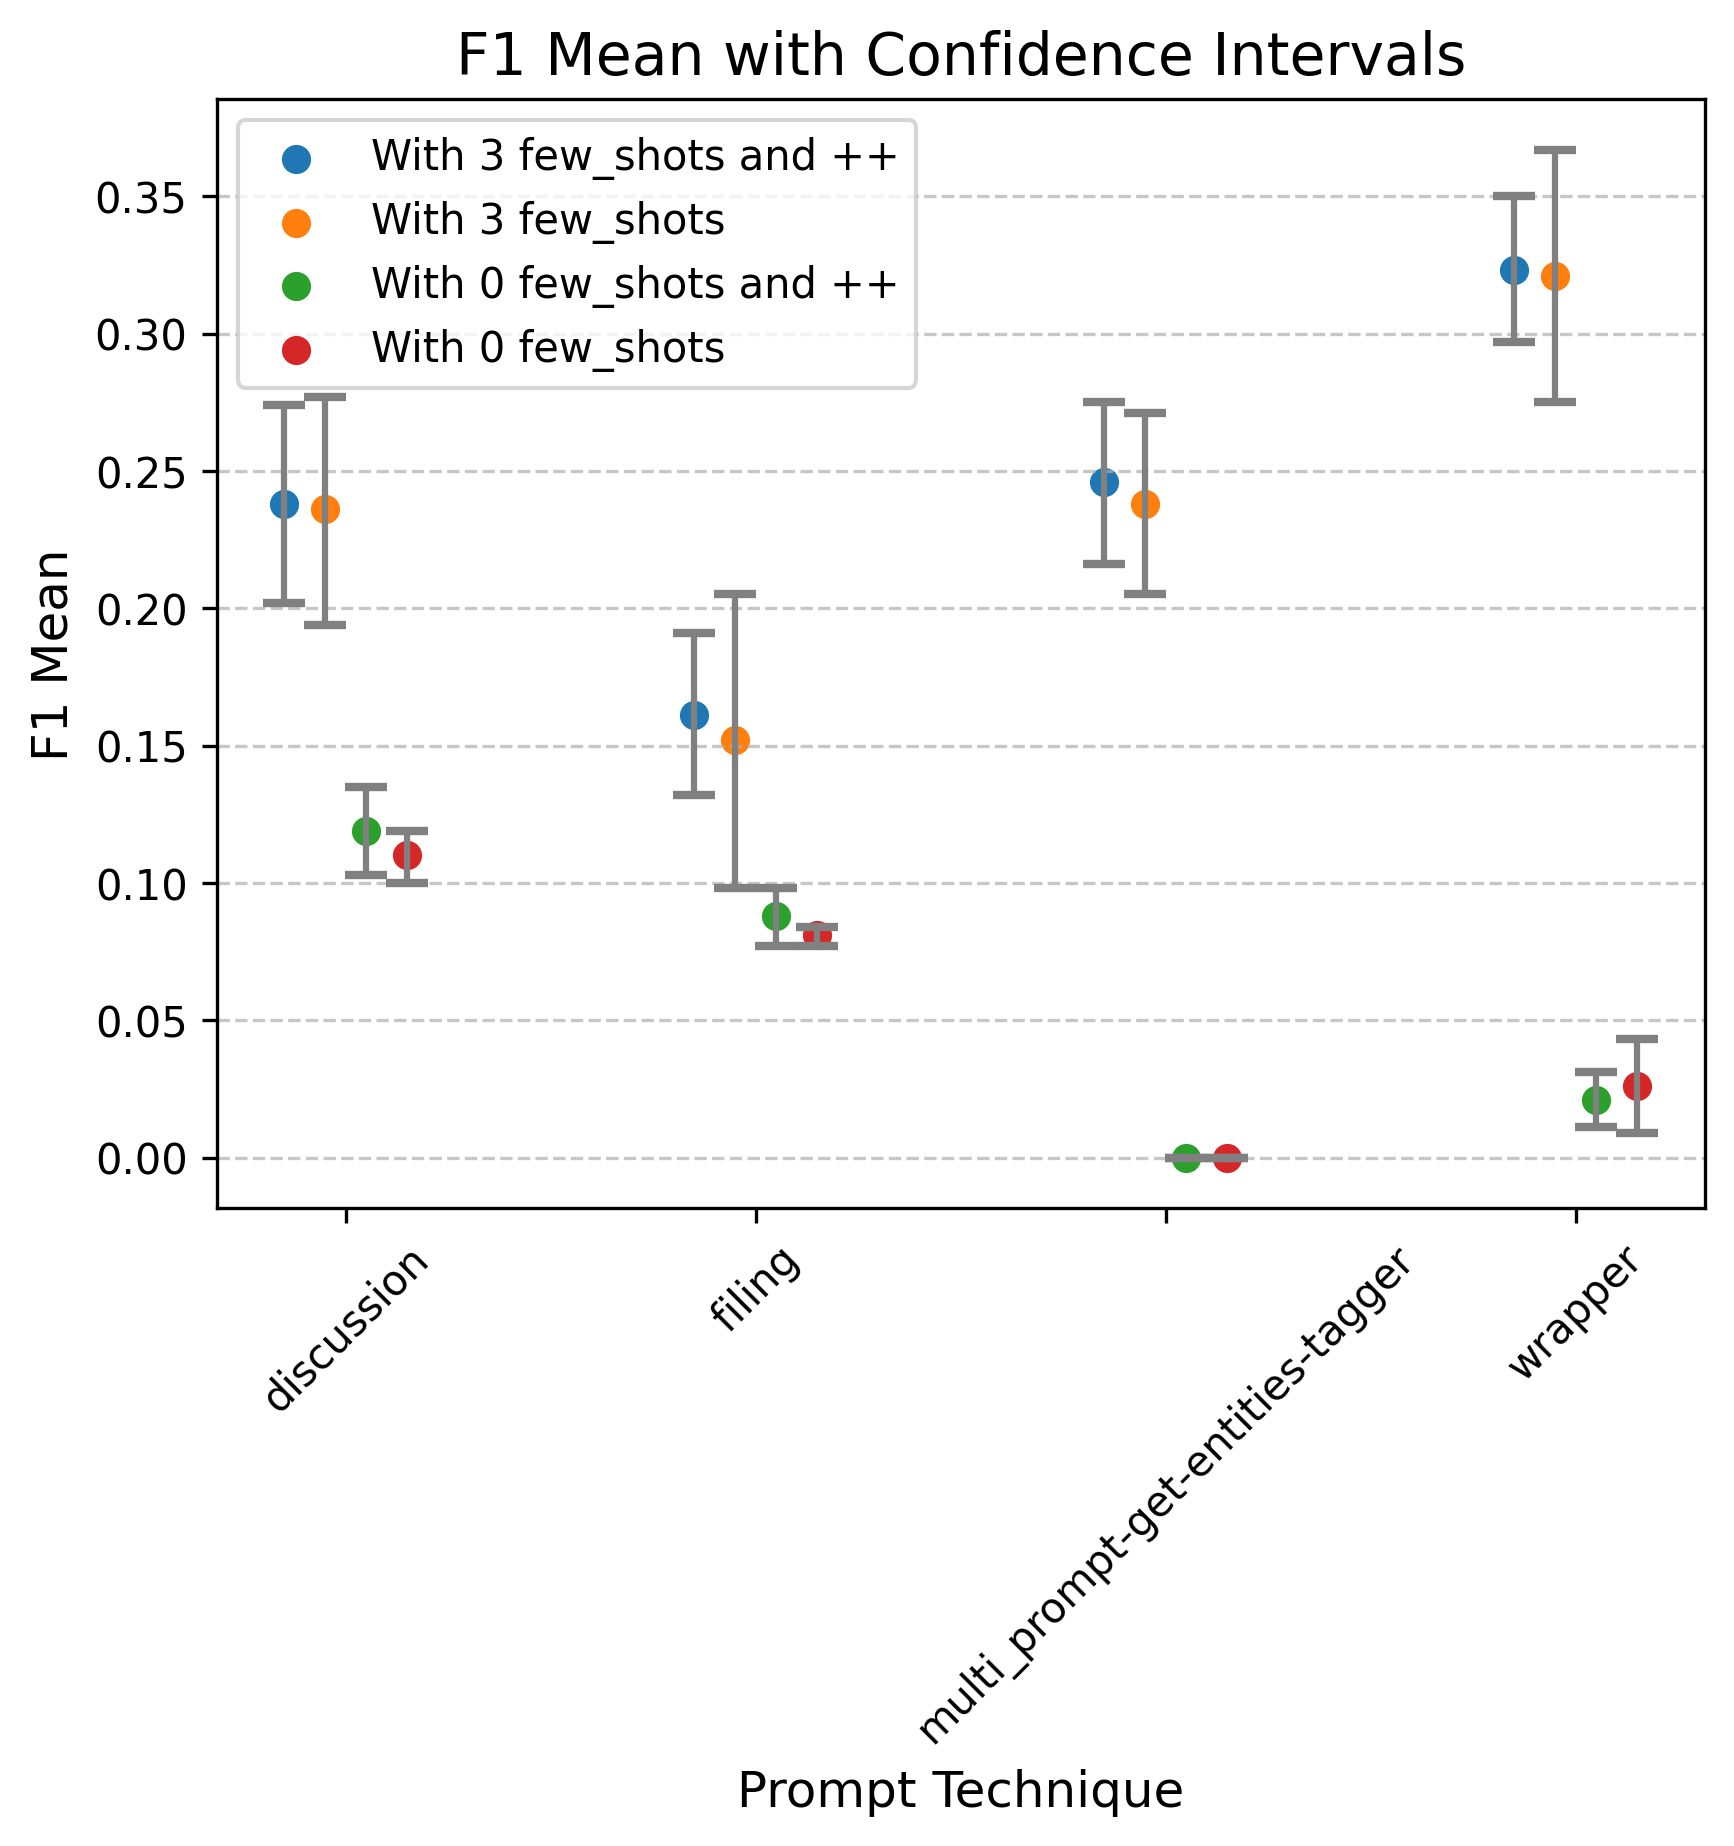 F1 Mean with Confidence Intervals
With 3 few_shots and ++
With 3 few_shots
With 0 few_shots and ++
With 0 few_shots
F1 Mean
0.35
0.30
0.25
0.20
0.15
0.10
0.05
0.00
discussion
filing
multi_prompt-get-entities-tagger
wrapper
Prompt Technique